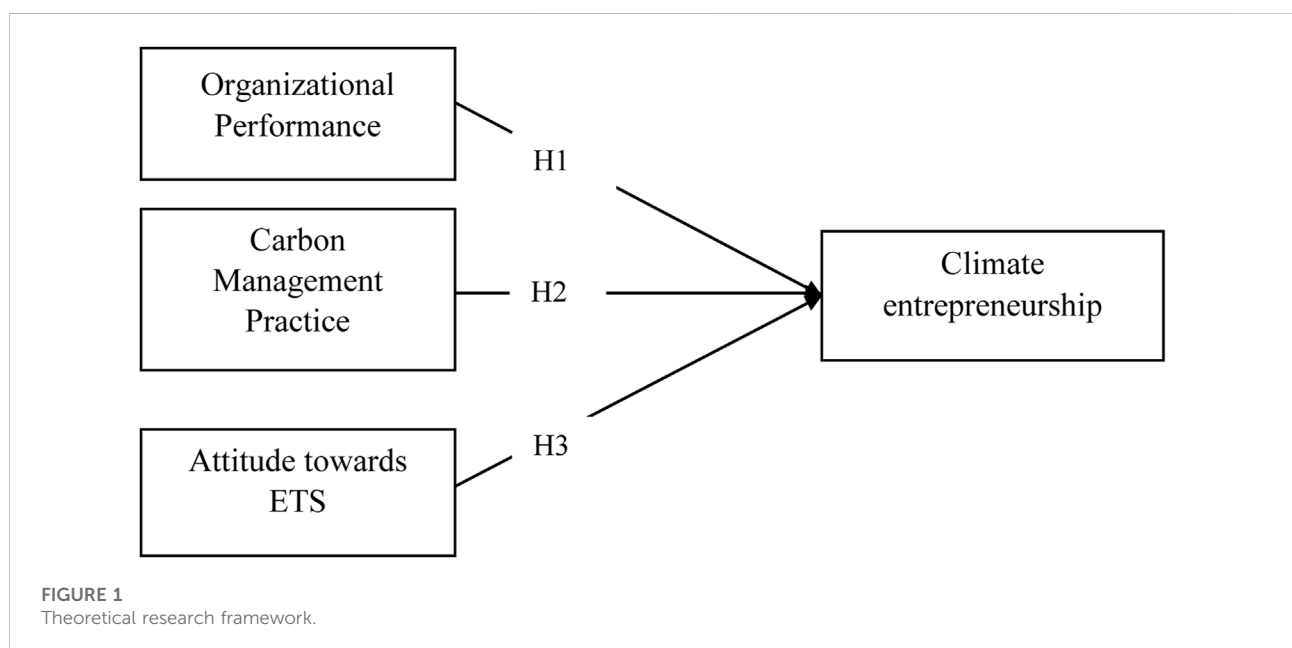 Organizational
Performance
H1
Carbon
Management
Practice
H2
Climate
entrepreneurship
Attitude towards
ETS
H3
FIGURE 1
Theoretical research framework.